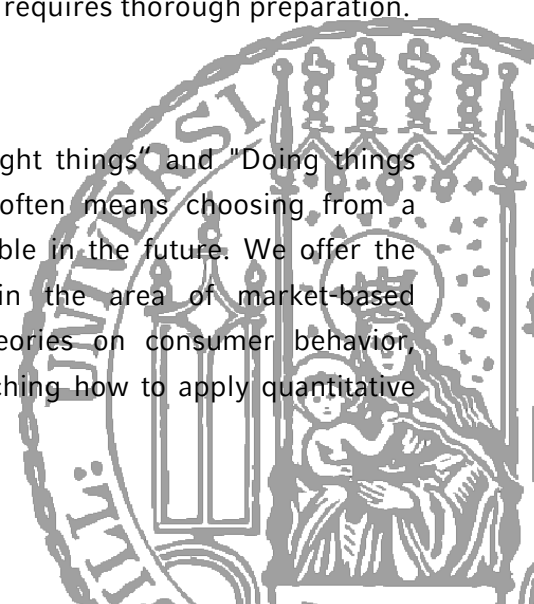 requires thorough preparation.
ght things“ and "Doing things
often means choosing from a
ble in the future. We offer the
in the area of market-based
eories on consumer behavior,
ching how to apply quantitative
UNIVERSI
ILL: